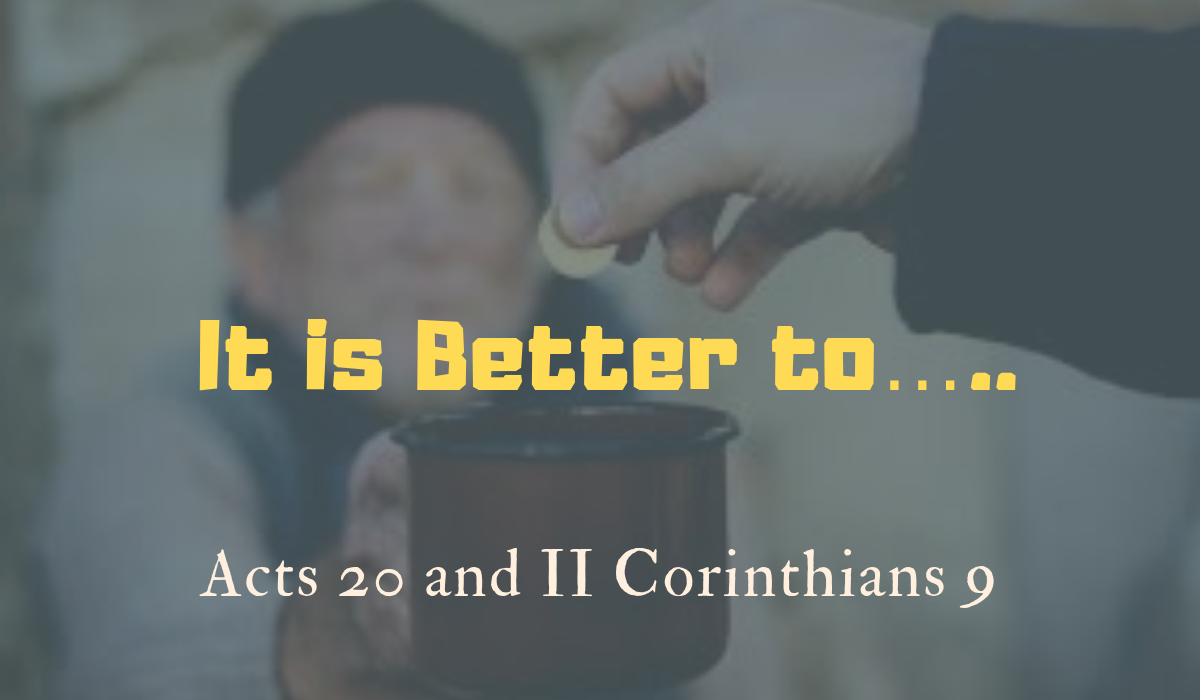 It is Better to…..
Acts 20 and II Corinthians 9